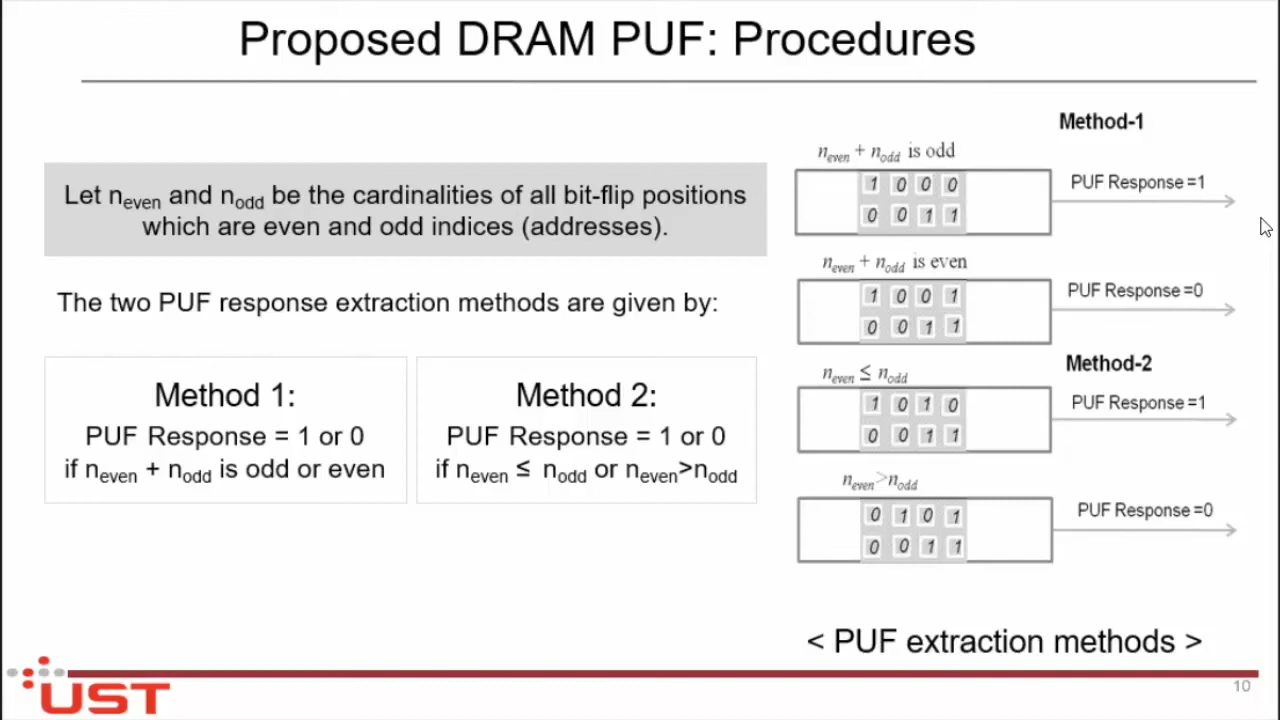 Proposed DRAM PUF: Procedures
Let neven and nodd be the cardinalities of all bit-flip positions
which are even and odd indices (addresses).
The two PUF response extraction methods are given by:
Method 1:
PUF Response = 1 or 0
if neven + nodd is odd or even
Method 2:
PUF Response = 1 or 0
if neven ≤ nodd or neven>nodd
Method-1
neven + nodd is odd
1 0 0 0
0 0 1 1
PUF Response =1
neven + nodd is even
1 0 0 1
0 0 1 1
PUF Response =0
Method-2
neven ≤ nodd
1 0 1 0
0 0 1 1
PUF Response =1
neven>nodd
0 1 0 1
0 0 1 1
PUF Response =0
< PUF extraction methods >
UST
10